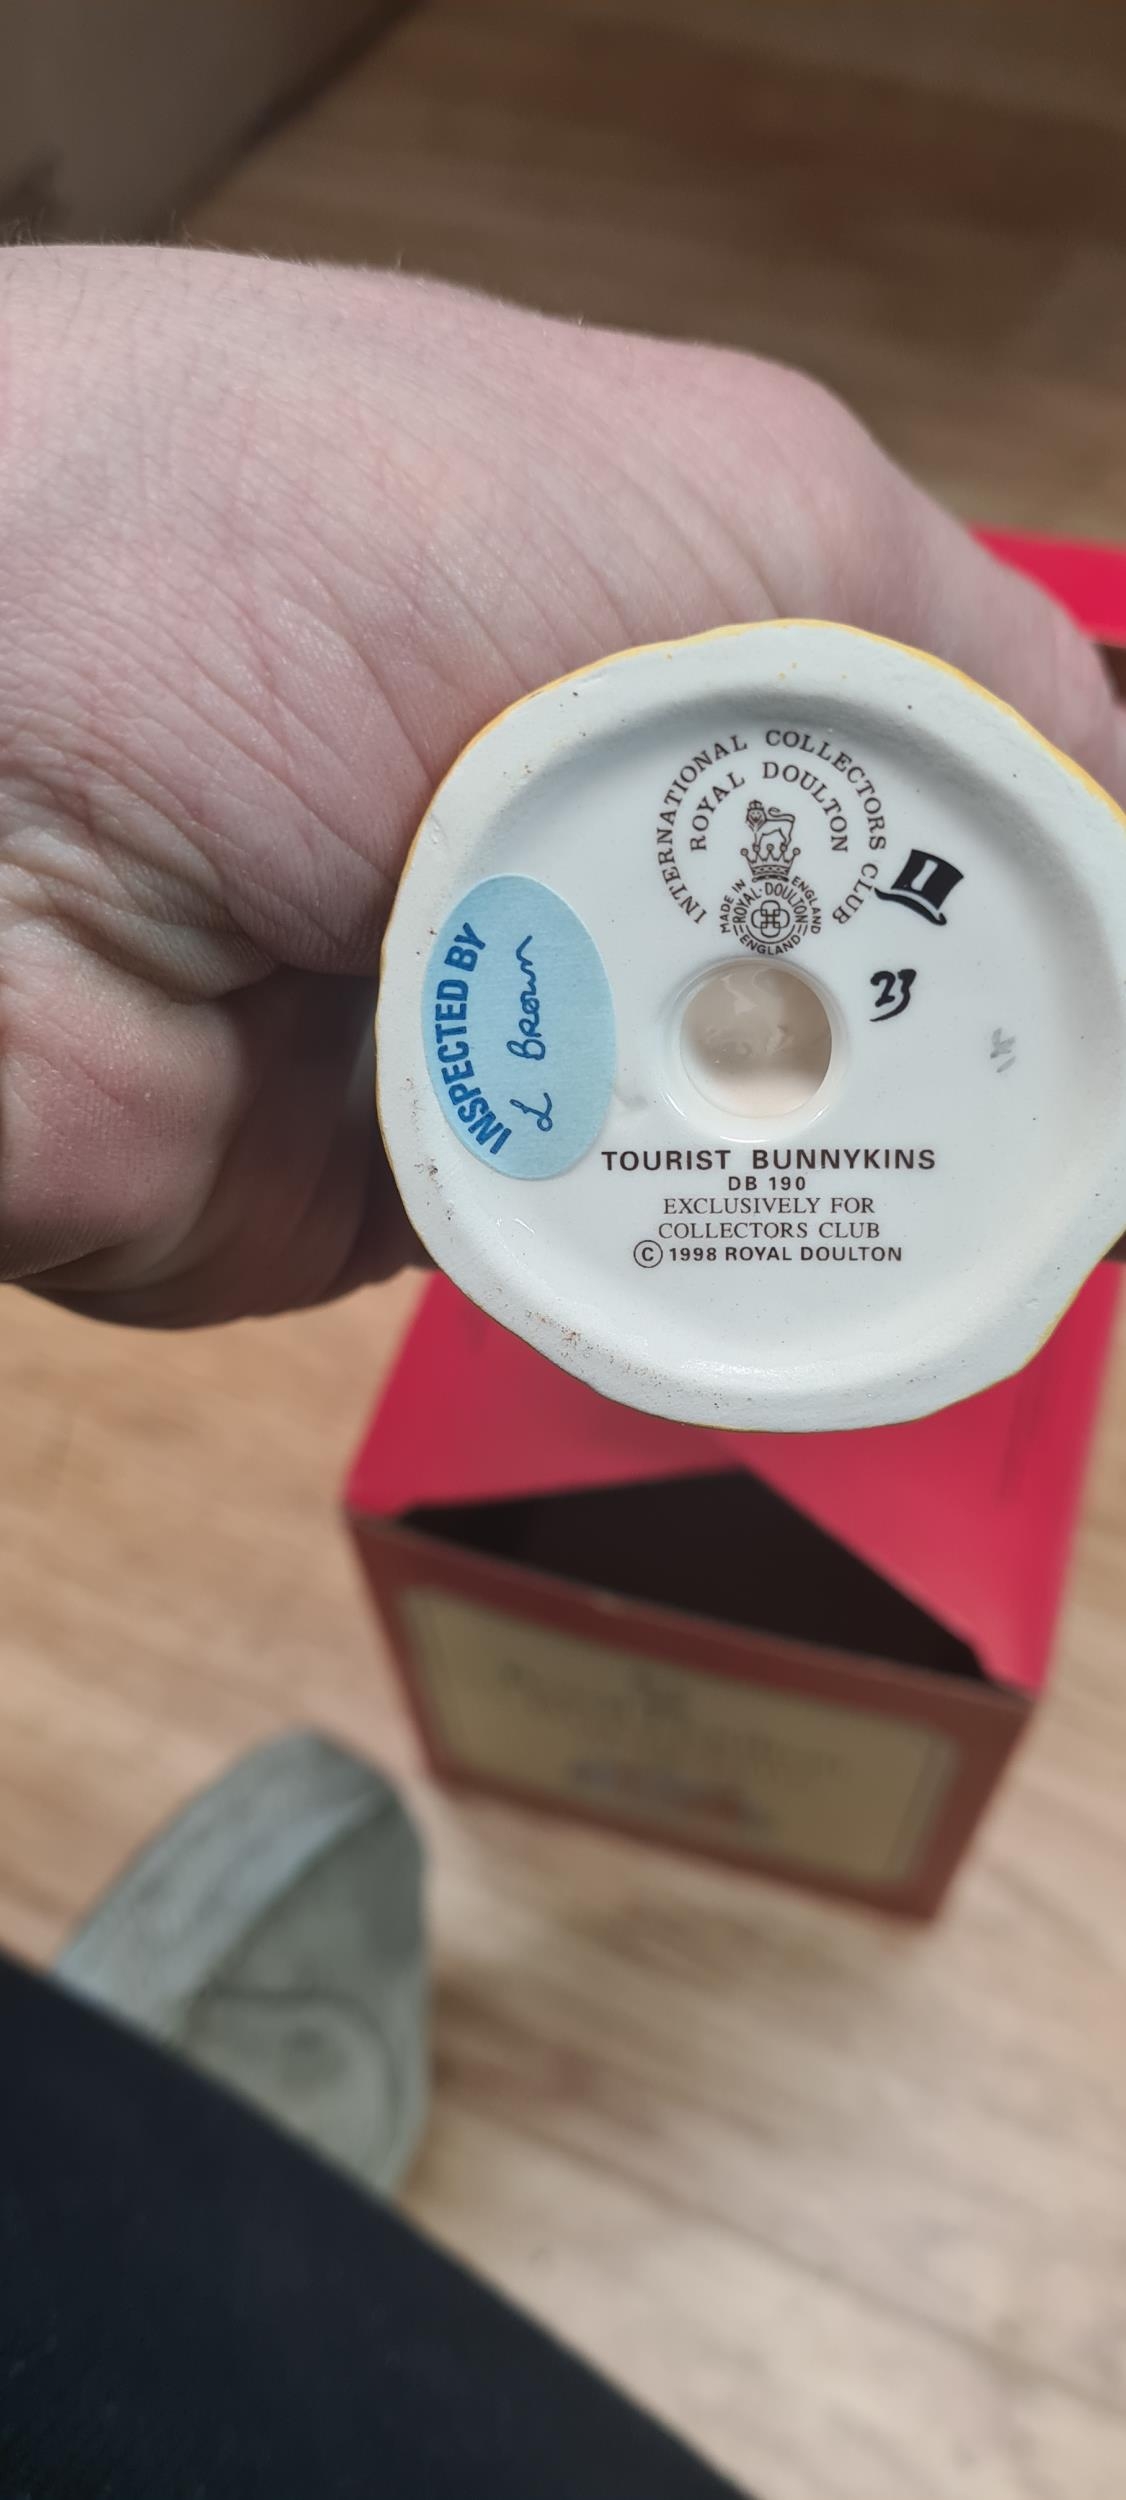 INTERNATIONAL COLLECTORS CLUB
ROYAL DOULTON
MADE IN ENGLAND
ROYAL·DOULTON
ENGLAND
1
23
INSPECTED BY
L Brown
TOURIST BUNNYKINS
DB 190
EXCLUSIVELY FOR
COLLECTORS CLUB
© 1998 ROYAL DOULTON